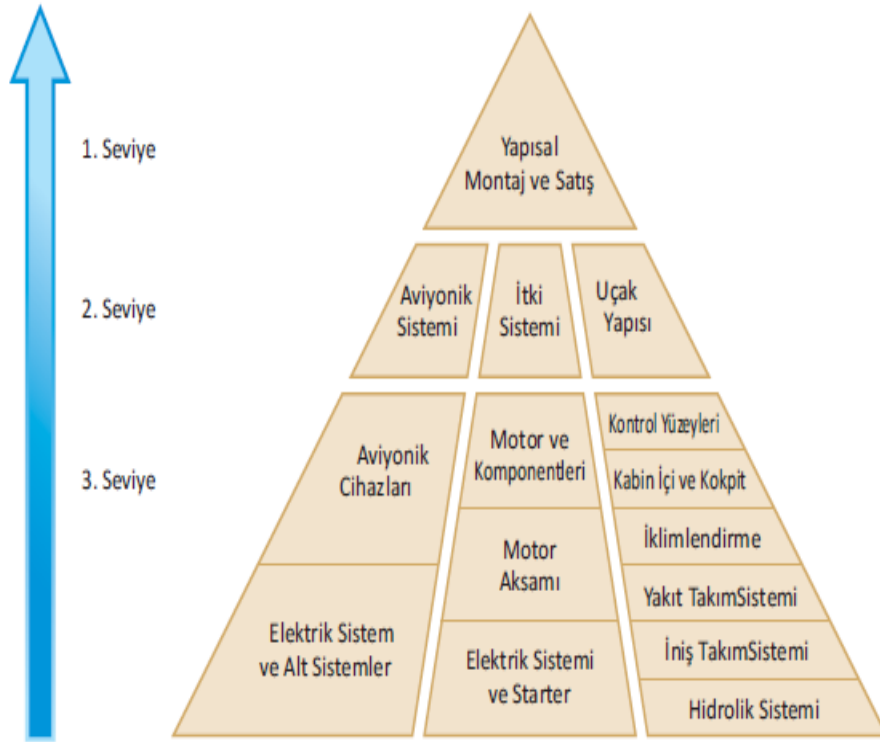 1. Seviye
Yapısal
Montaj ve Satış
2. Seviye
Aviyonik
Sistemi
İtki
Sistemi
Uçak
Yapısı
3. Seviye
Aviyonik
Cihazları
Elektrik Sistem
ve Alt Sistemler
Motor ve
Komponentleri
Motor
Aksamı
Elektrik Sistemi
ve Starter
Kontrol Yüzeyleri
Kabin İçi ve Kokpit
İklimlendirme
Yakıt TakımSistemi
İniş TakımSistemi
Hidrolik Sistemi